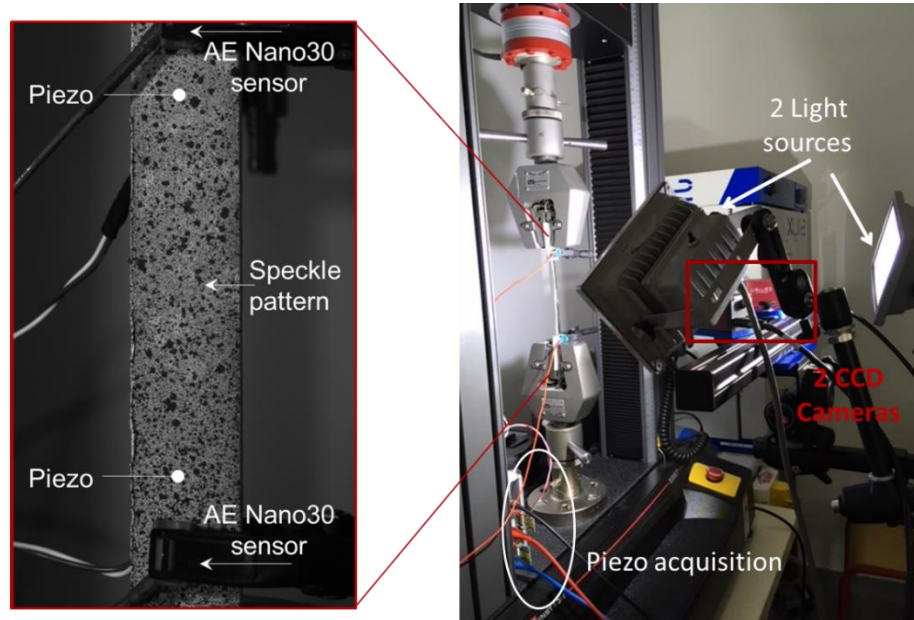 AE Nano30
sensor
Piezo
Speckle
pattern
Piezo
AE Nano30
sensor
2 Light
sources
2 CCD
Cameras
Piezo acquisition